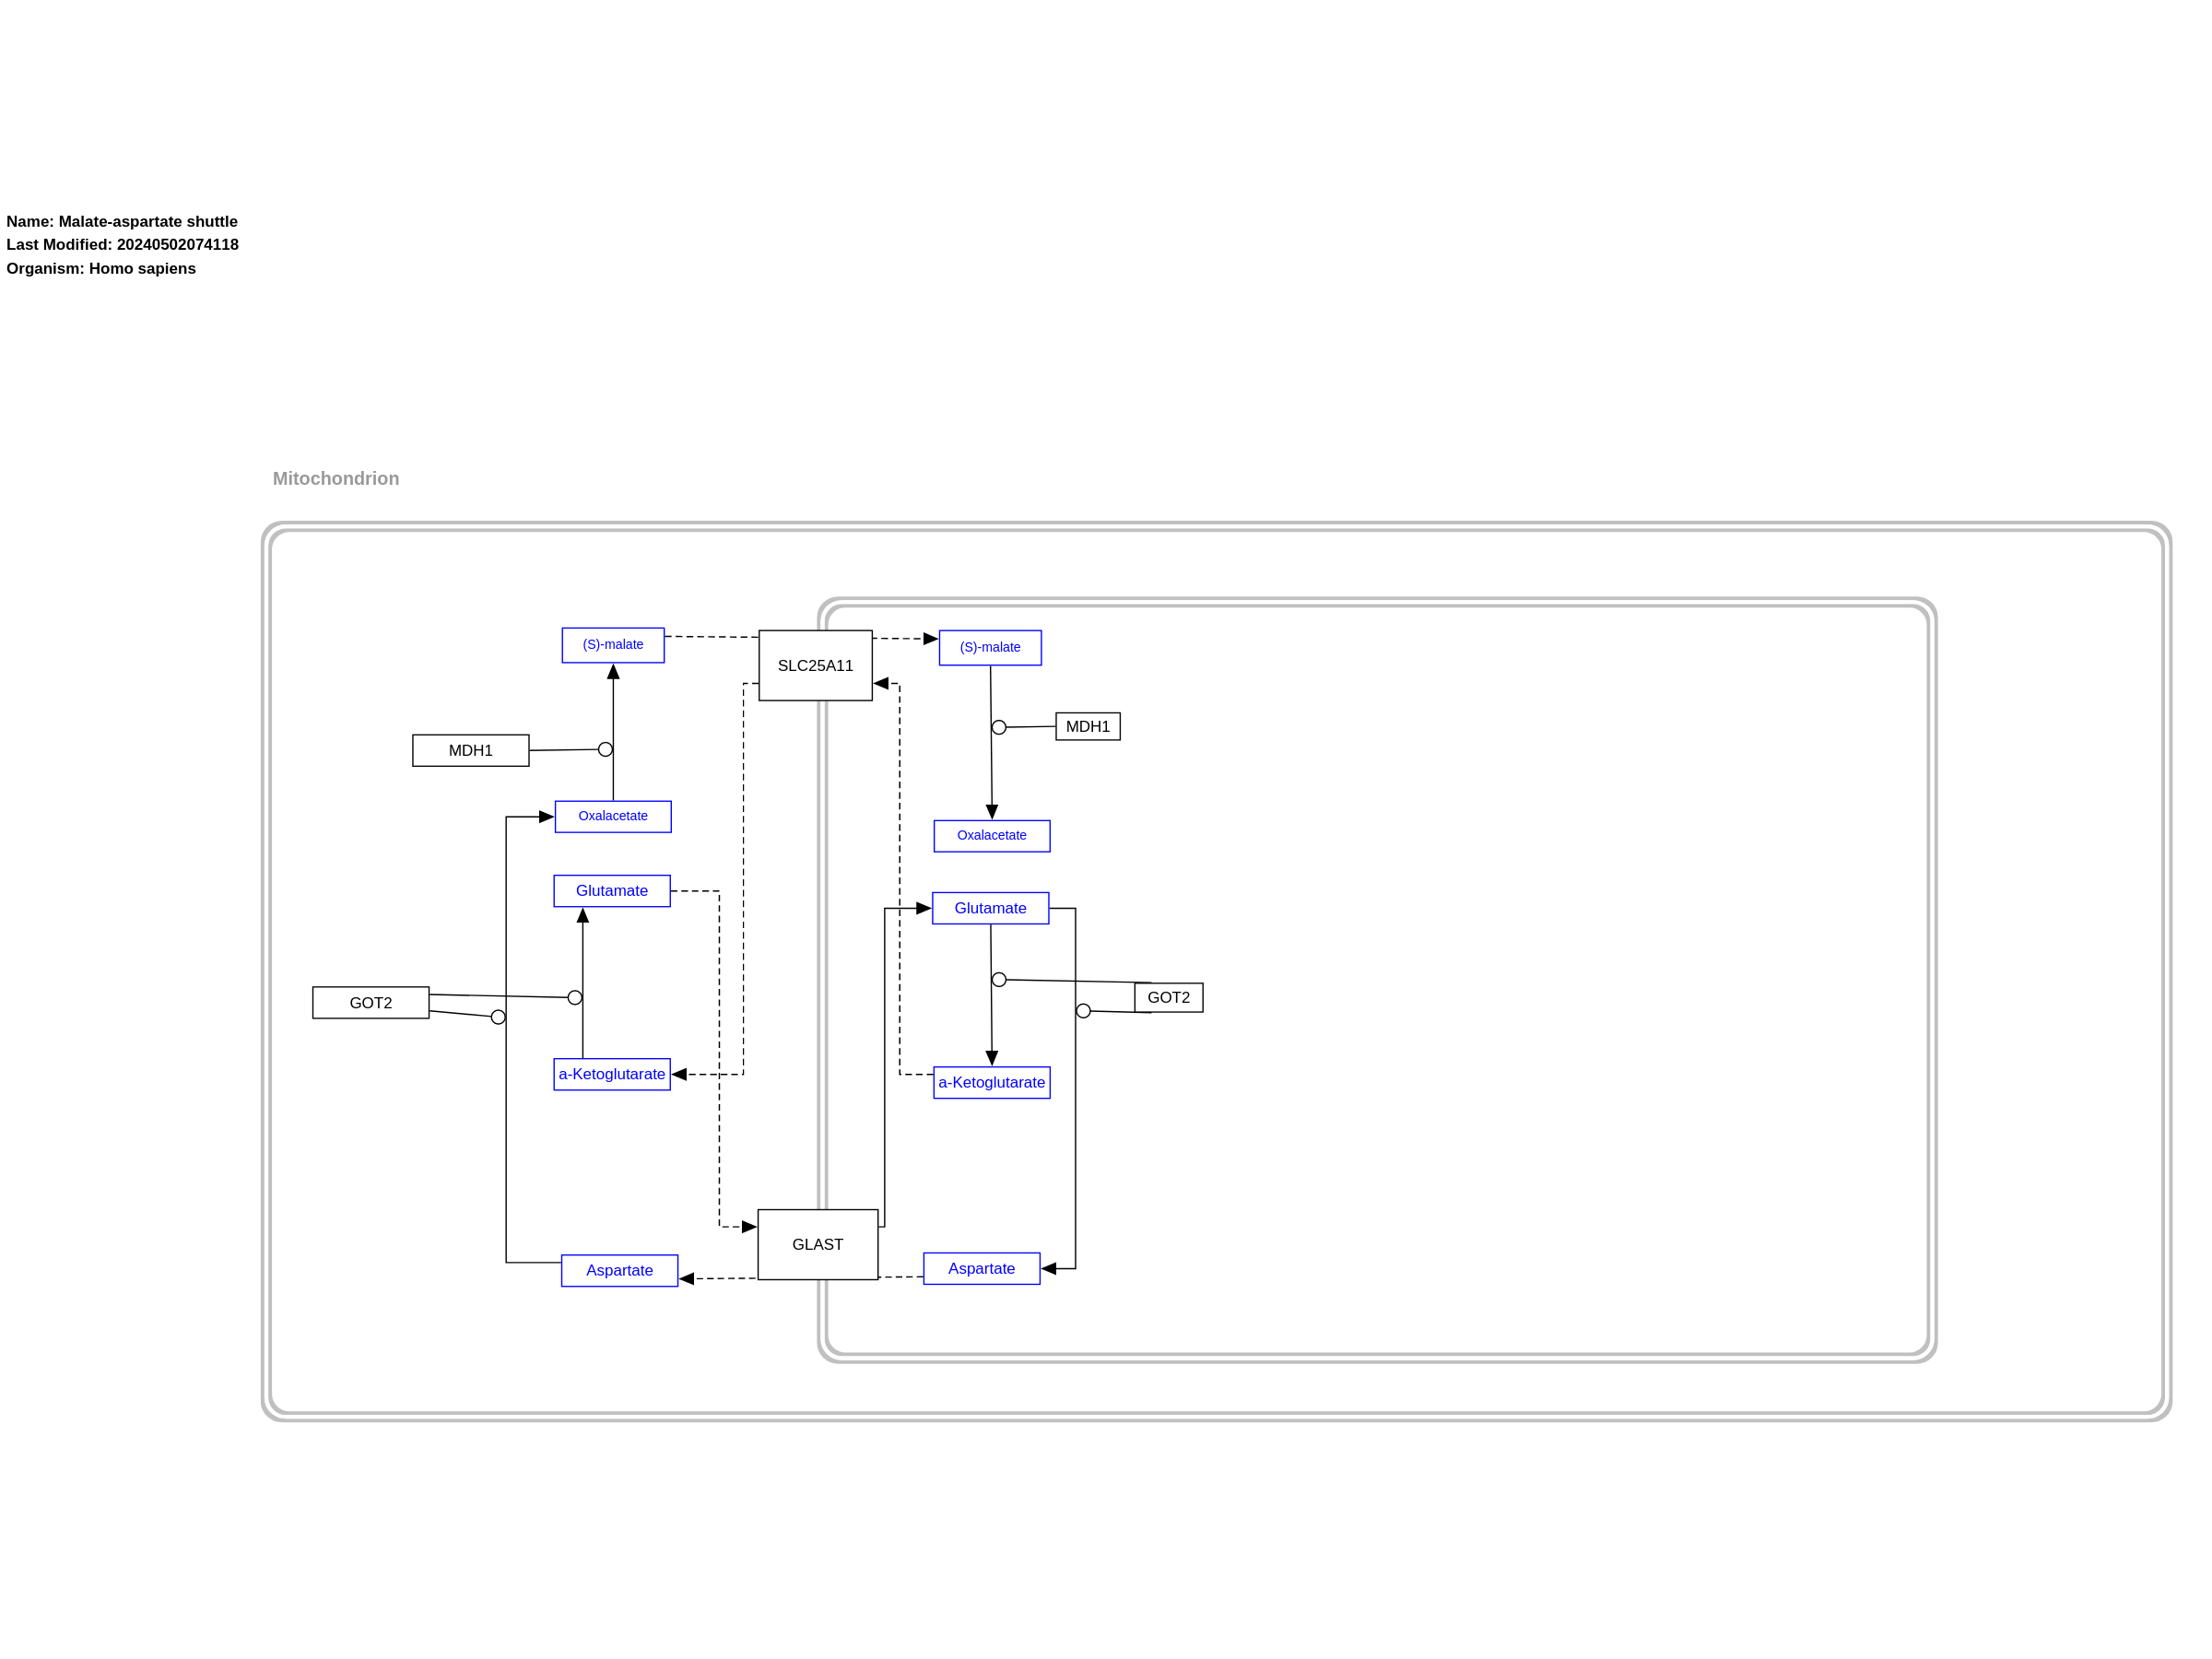 Name: Malate-aspartate shuttle
Last Modified: 20240502074118
Organism: Homo sapiens
Mitochondrion
(S)-malate
SLC25A11
(S)-malate
MDH1
MDH1
Oxalacetate
Oxalacetate
Glutamate
Glutamate
GOT2
GOT2
a-Ketoglutarate
a-Ketoglutarate
GLAST
Aspartate
Aspartate